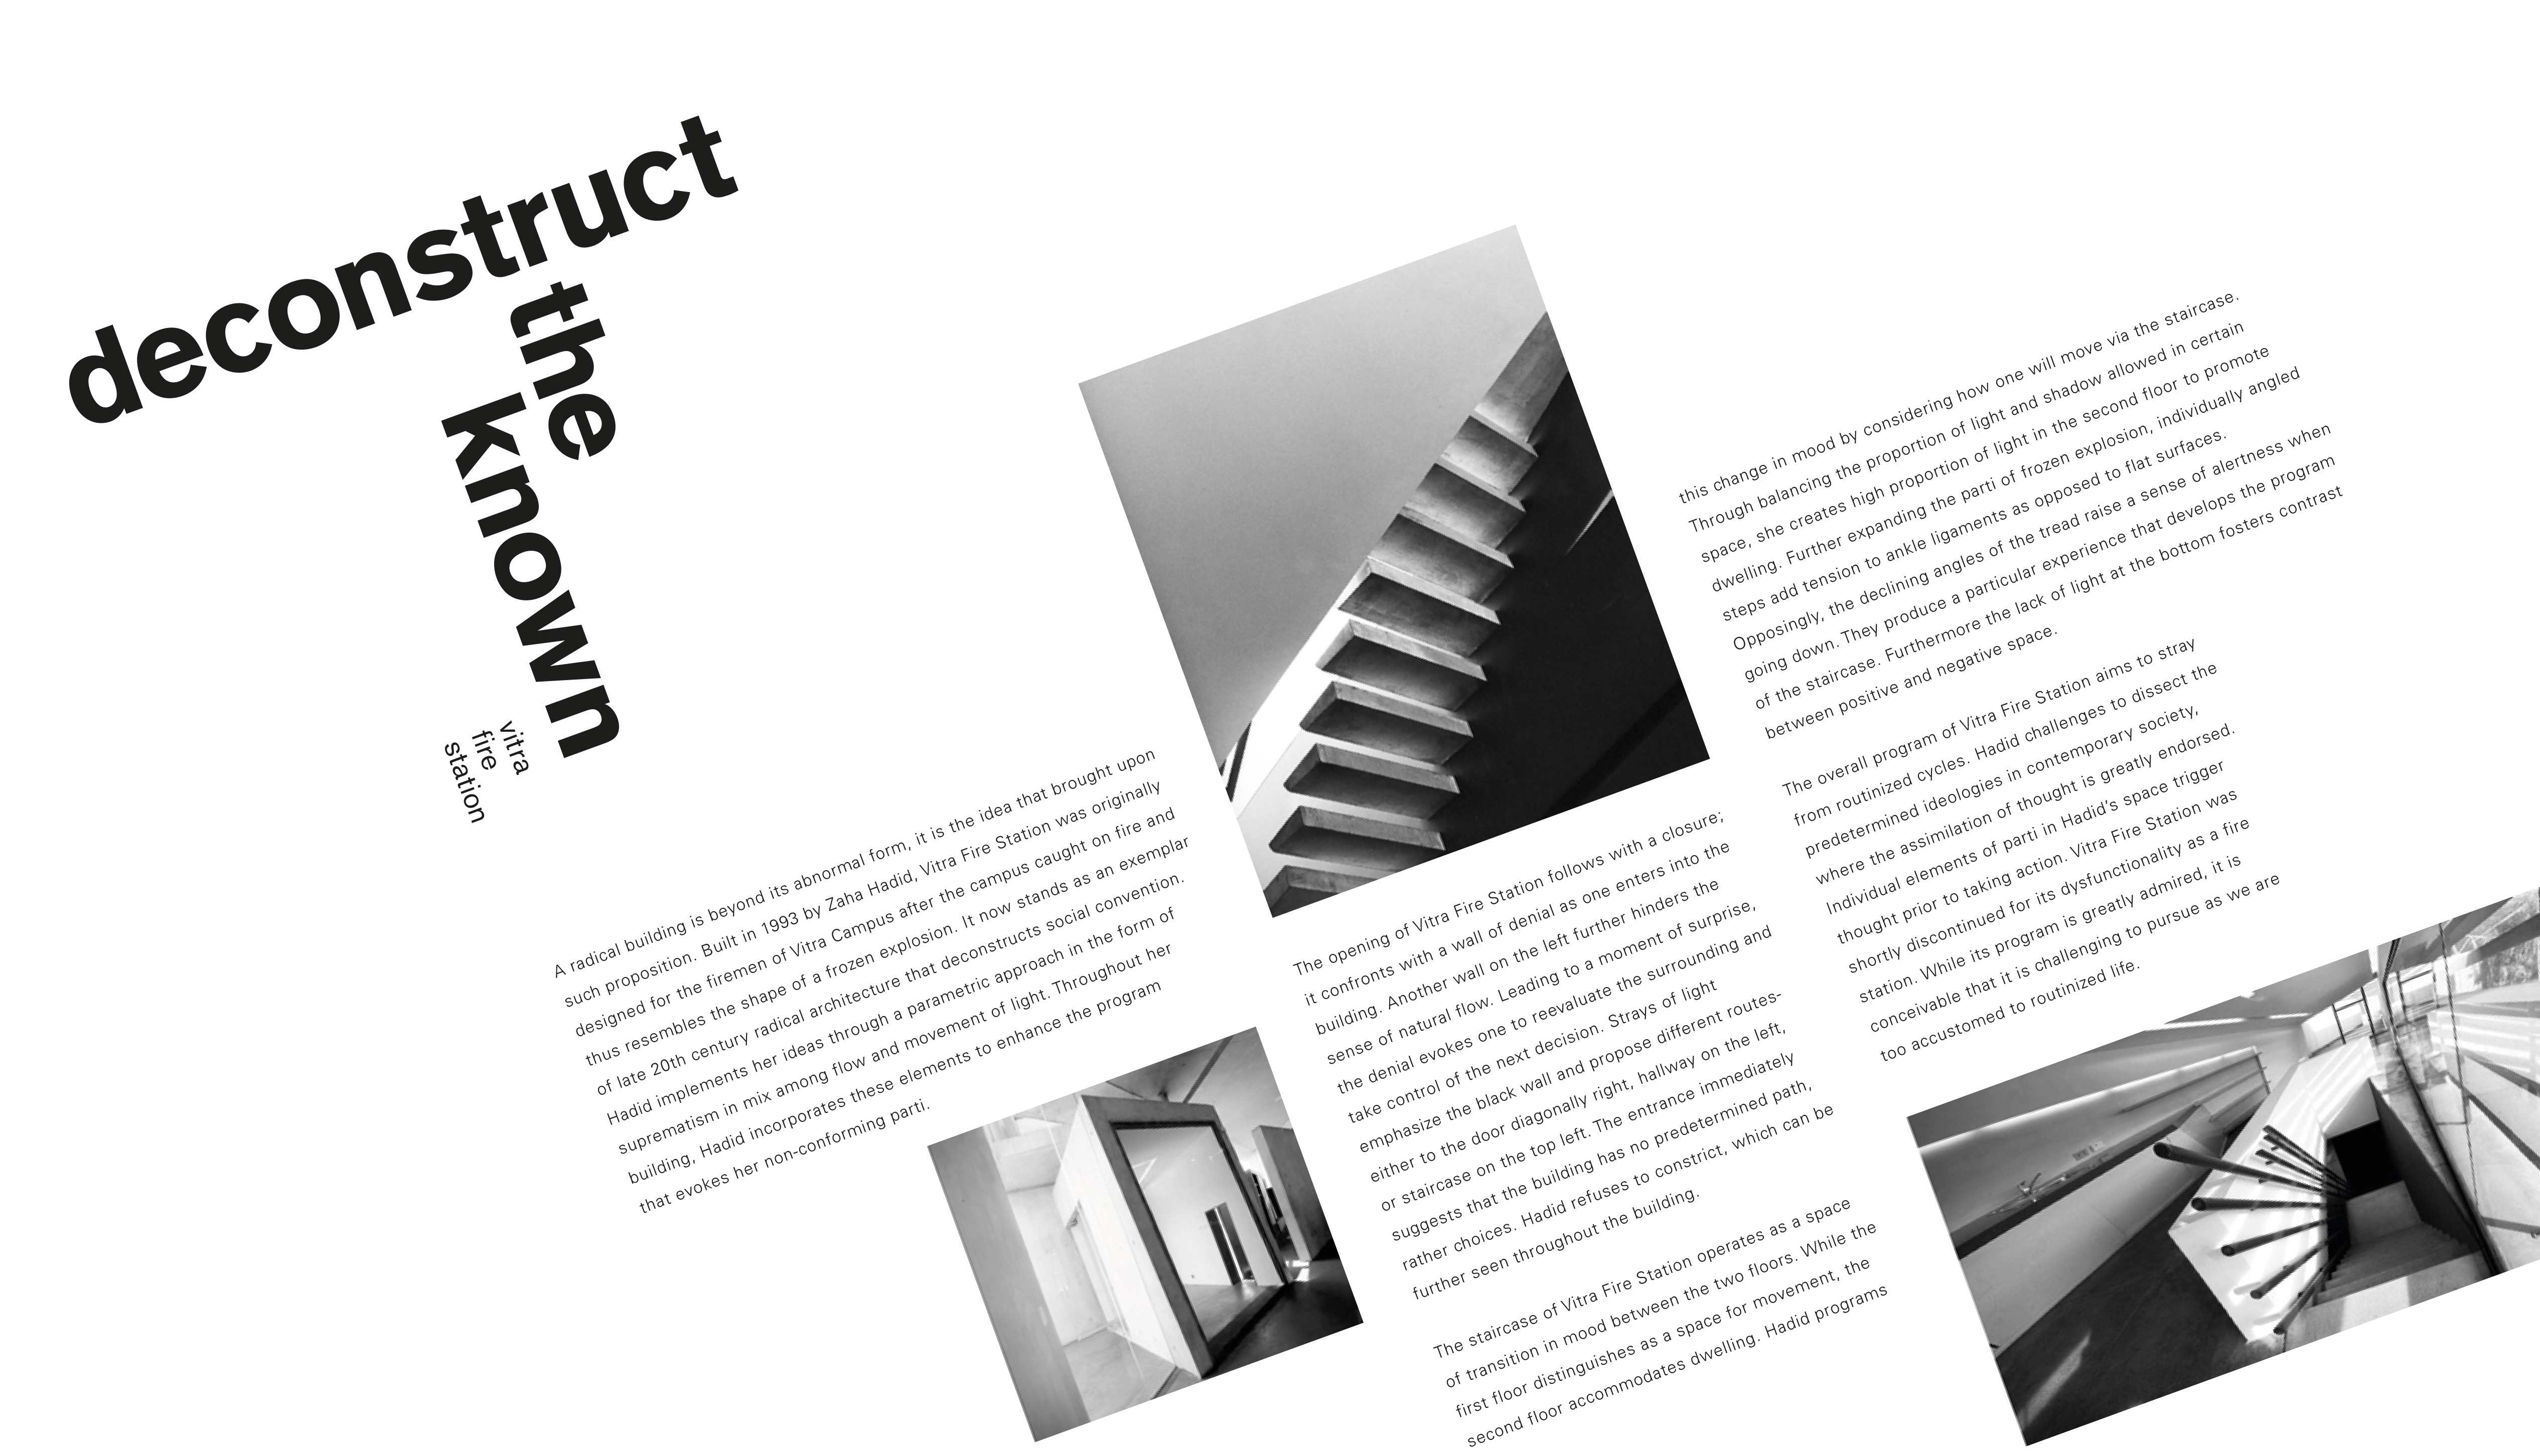 deconstruct
the
known
vitra
fire
station
A radical building is beyond its abnormal form, it is the idea that brought upon
such proposition. Built in 1993 by Zaha Hadid, Vitra Fire Station was originally
designed for the firemen of Vitra Campus after the campus caught on fire and
thus resembles the shape of a frozen explosion. It now stands as an exemplar
of late 20th century radical architecture that deconstructs social convention.
Hadid implements her ideas through a parametric approach in the form of
suprematism in mix among flow and movement of light. Throughout her
building, Hadid incorporates these elements to enhance the program
that evokes her non-conforming parti.
The opening of Vitra Fire Station follows with a closure;
it confronts with a wall of denial as one enters into the
building. Another wall on the left further hinders the
sense of natural flow. Leading to a moment of surprise,
the denial evokes one to reevaluate the surrounding and
take control of the next decision. Strays of light
emphasize the black wall and propose different routes-
either to the door diagonally right, hallway on the left,
or staircase on the top left. The entrance immediately
suggests that the building has no predetermined path,
rather choices. Hadid refuses to constrict, which can be
further seen throughout the building.
The staircase of Vitra Fire Station operates as a space
of transition in mood between the two floors. While the
first floor distinguishes as a space for movement, the
second floor accommodates dwelling. Hadid programs
this change in mood by considering how one will move via the staircase.
Through balancing the proportion of light and shadow allowed in certain
space, she creates high proportion of light in the second floor to promote
dwelling. Further expanding the parti of frozen explosion, individually angled
steps add tension to ankle ligaments as opposed to flat surfaces.
Opposingly, the declining angles of the tread raise a sense of alertness when
going down. They produce a particular experience that develops the program
of the staircase. Furthermore the lack of light at the bottom fosters contrast
between positive and negative space.
The overall program of Vitra Fire Station aims to stray
from routinized cycles. Hadid challenges to dissect the
predetermined ideologies in contemporary society,
where the assimilation of thought is greatly endorsed.
Individual elements of parti in Hadid's space trigger
thought prior to taking action. Vitra Fire Station was
shortly discontinued for its dysfunctionality as a fire
station. While its program is greatly admired, it is
conceivable that it is challenging to pursue as we are
too accustomed to routinized life.